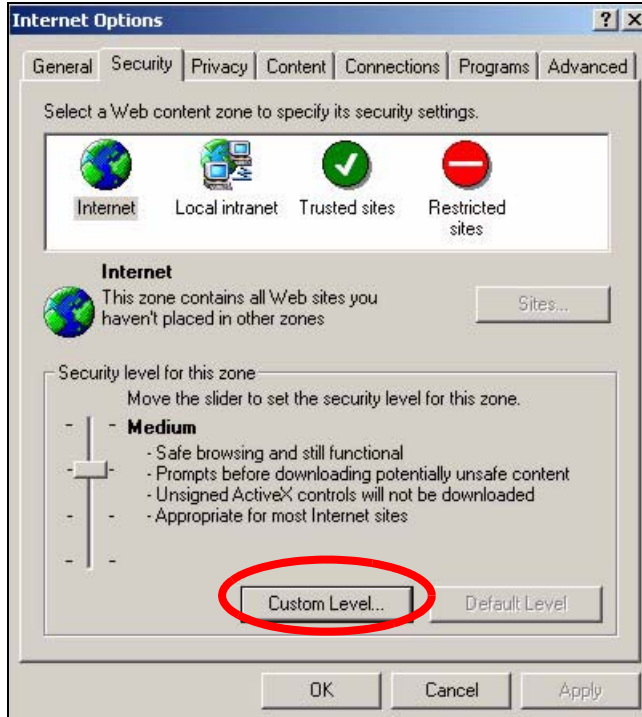 Internet Options
General Security Privacy Content Connections Programs Advanced
Select a Web content zone to specify its security settings.
Internet Local intranet Trusted sites Restricted
sites
Internet
This zone contains all Web sites you
haven't placed in other zones
Sites...
Security level for this zone
Move the slider to set the security level for this zone.
Medium
- Safe browsing and still functional
- Prompts before downloading potentially unsafe content
- Unsigned ActiveX controls will not be downloaded
- Appropriate for most Internet sites
Custom Level... Default Level
OK Cancel Apply